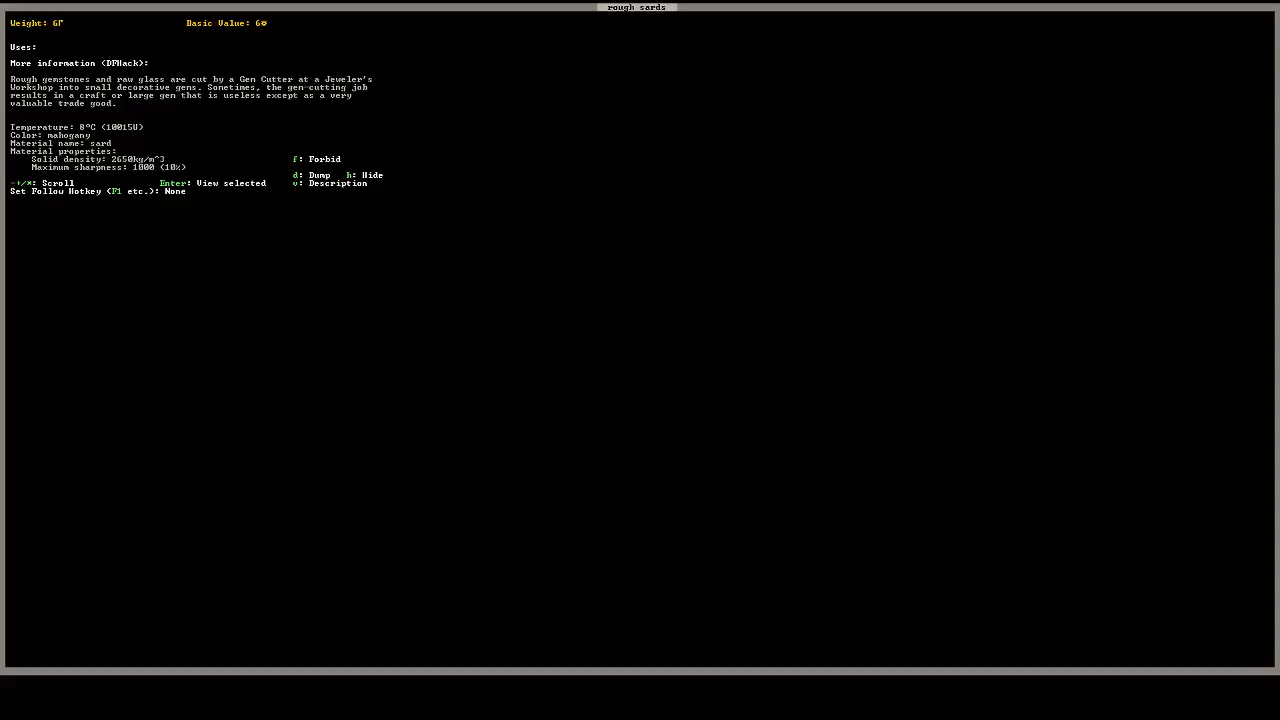 rough sards
Weight: 6Γ Basic Value: 6☼
Uses:
More information (DFHack):
Rough gemstones and raw glass are cut by a Gem Cutter at a Jeweler's
Workshop into small decorative gems. Sometimes, the gem-cutting job
results in a craft or large gem that is useless except as a very
valuable trade good.
Temperature: 8°C (10015U)
Color: mahogany
Material name: sard
Material properties:
Solid density: 2650kg/m^3 f: Forbid
Maximum sharpness: 1000 (10%)
d: Dump h: Hide
-+/*: Scroll Enter: View selected v: Description
Set Follow Hotkey (F1 etc.): None